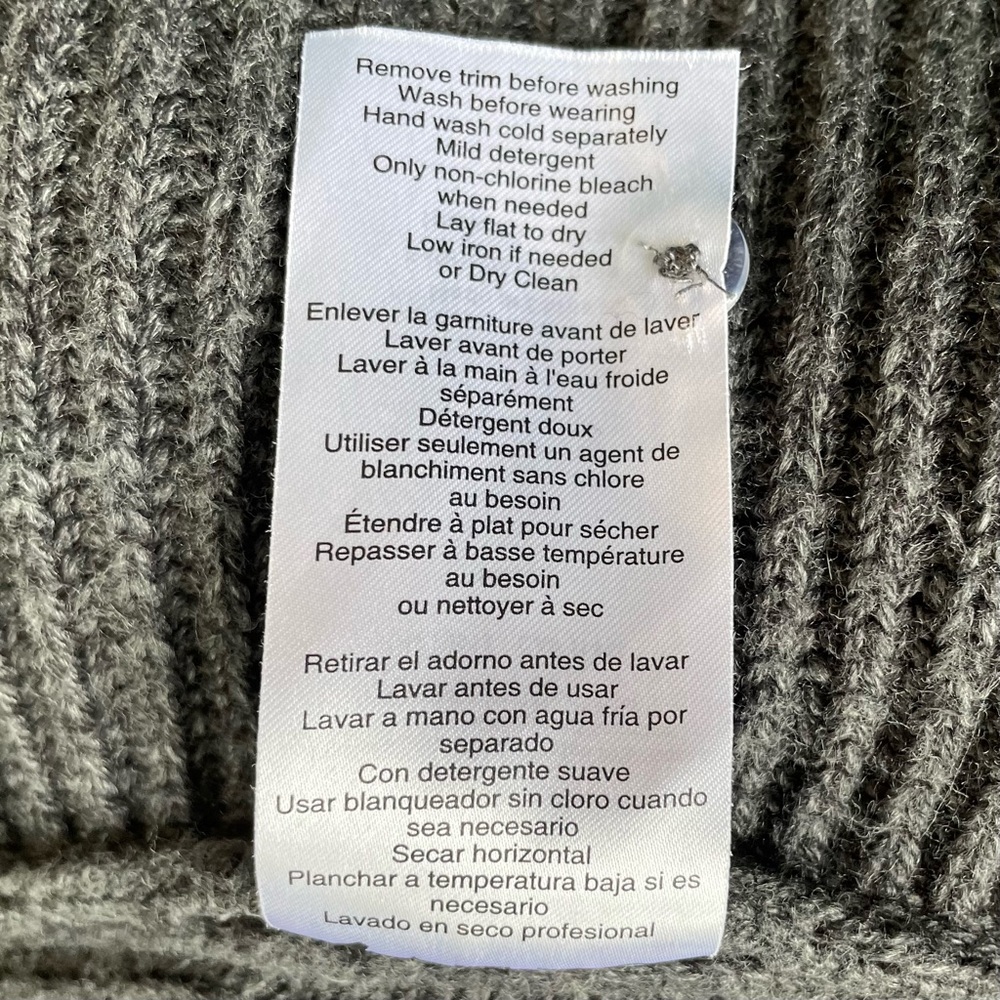 Remove trim before washing
Wash before wearing
Hand wash cold separately
Mild detergent
Only non-chlorine bleach
when needed
Lay flat to dry
Low iron if needed
or Dry Clean
Enlever la garniture avant de laver
Laver avant de porter
Laver à la main à l'eau froide
séparément
Détergent doux
Utiliser seulement un agent de
blanchiment sans chlore
au besoin
Étendre à plat pour sécher
Repasser à basse température
au besoin
ou nettoyer à sec
Retirar el adorno antes de lavar
Lavar antes de usar
Lavar a mano con agua fría por
separado
Con detergente suave
Usar blanqueador sin cloro cuando
sea necesario
Secar horizontal
Planchar a temperatura baja si es
necesario
Lavado en seco profesional